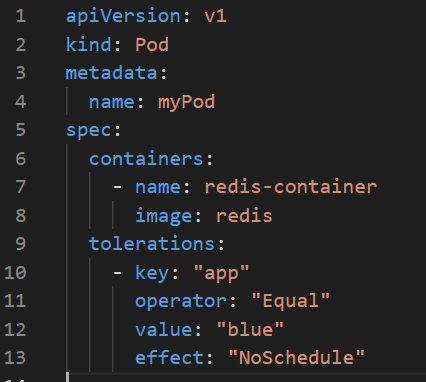 1 apiVersion: v1
2 kind: Pod
3 metadata:
4   name: myPod
5 spec:
6   containers:
7     - name: redis-container
8       image: redis
9   tolerations:
10     - key: "app"
11       operator: "Equal"
12       value: "blue"
13       effect: "NoSchedule"